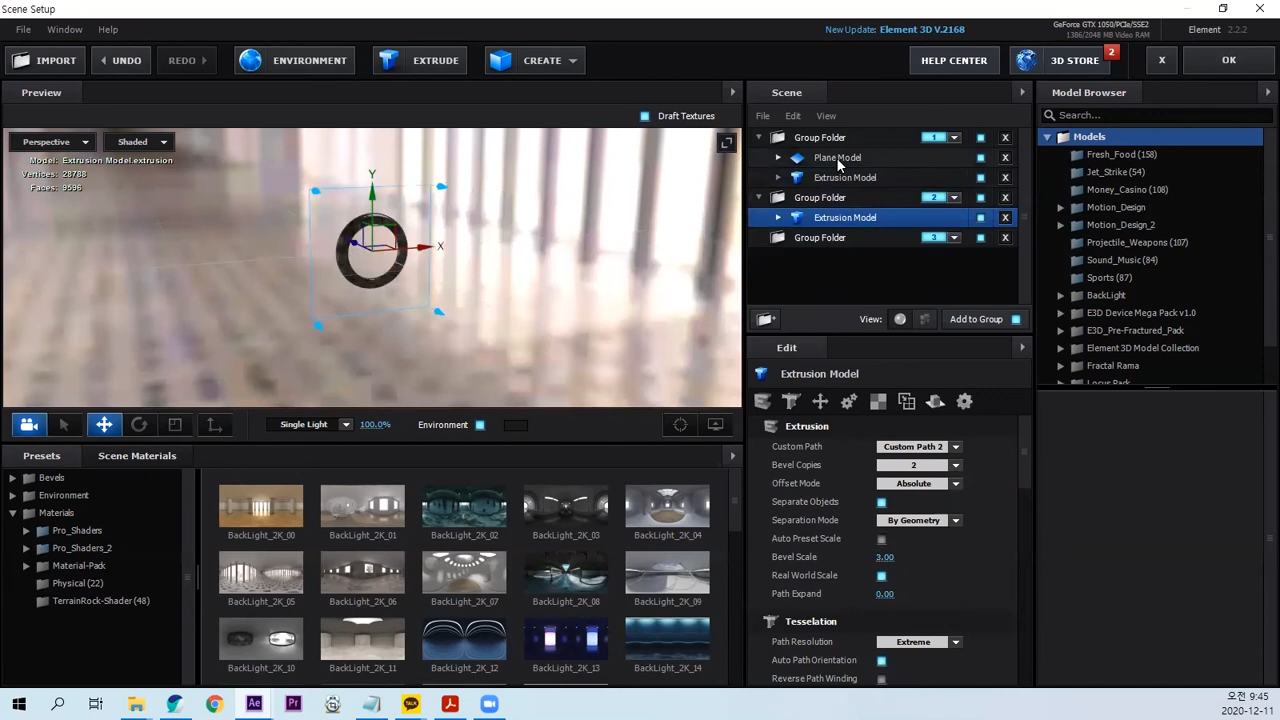 Scene Setup
File Window Help
New Update: Element 3D V.2168
GeForce GTX 1050/PCIe/SSE2
1386/2048 MB Video RAM
Element 2.2.2
IMPORT
UNDO
REDO
ENVIRONMENT
EXTRUDE
CREATE
HELP CENTER
3D STORE
2
X
OK
Preview
Draft Textures
Perspective
Shaded
Model: Extrusion Model.extrusion
Vertices: 28788
Faces: 9596
Y
X
Single Light
100.0%
Environment
Scene
File Edit View
Group Folder 1 X
Plane Model X
Extrusion Model X
Group Folder 2 X
Extrusion Model X
Group Folder 3 X
View:
Add to Group
Edit
Extrusion Model
Extrusion
Custom Path Custom Path 2
Bevel Copies 2
Offset Mode Absolute
Separate Objects
Separation Mode By Geometry
Auto Preset Scale
Bevel Scale 3.00
Real World Scale
Path Expand 0.00
Tesselation
Path Resolution Extreme
Auto Path Orientation
Reverse Path Winding
Model Browser
Search...
Models
Fresh_Food (158)
Jet_Strike (54)
Money_Casino (108)
Motion_Design
Motion_Design_2
Projectile_Weapons (107)
Sound_Music (84)
Sports (87)
BackLight
E3D Device Mega Pack v1.0
E3D_Pre-Fractured_Pack
Element 3D Model Collection
Fractal Rama
Presets
Scene Materials
Bevels
Environment
Materials
Pro_Shaders
Pro_Shaders_2
Material-Pack
Physical (22)
TerrainRock-Shader (48)
BackLight_2K_00
BackLight_2K_01
BackLight_2K_02
BackLight_2K_03
BackLight_2K_04
BackLight_2K_05
BackLight_2K_06
BackLight_2K_07
BackLight_2K_08
BackLight_2K_09
BackLight_2K_10
BackLight_2K_11
BackLight_2K_12
BackLight_2K_13
BackLight_2K_14
Ae
Pr
TALK
오전 9:45
2020-12-11